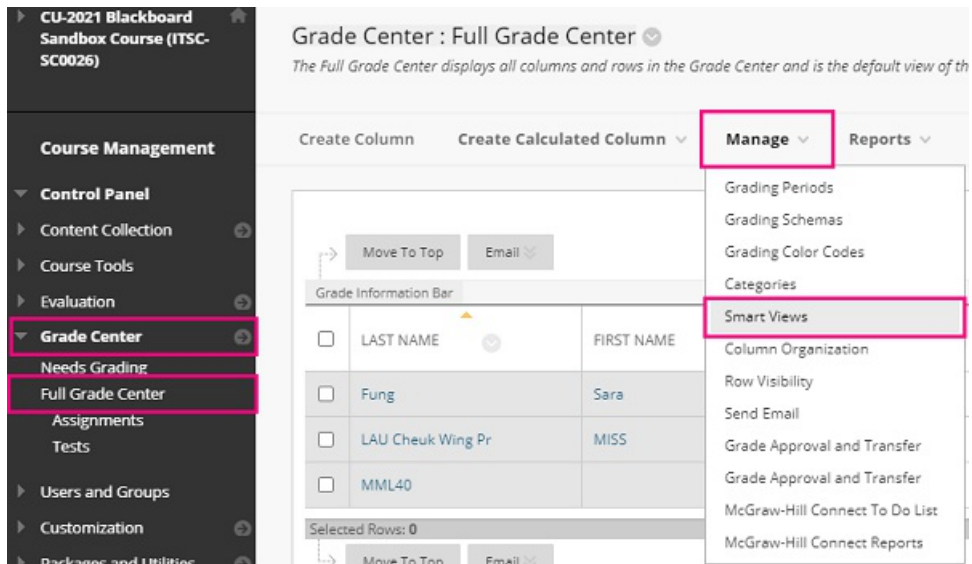 CU-2021 Blackboard
Sandbox Course (ITSC-
SC0026)
Course Management
Control Panel
Content Collection
Course Tools
Evaluation
Grade Center
Needs Grading
Full Grade Center
Assignments
Tests
Users and Groups
Customization
Packages and Utilities
Grade Center : Full Grade Center
The Full Grade Center displays all columns and rows in the Grade Center and is the default view of th
Create Column Create Calculated Column Manage Reports
Move To Top Email
Grade Information Bar
LAST NAME FIRST NAME
Fung Sara
LAU Cheuk Wing Pr MISS
MML40
Selected Rows: 0
Move To Top Email
Grading Periods
Grading Schemas
Grading Color Codes
Categories
Smart Views
Column Organization
Row Visibility
Send Email
Grade Approval and Transfer
Grade Approval and Transfer
McGraw-Hill Connect To Do List
McGraw-Hill Connect Reports